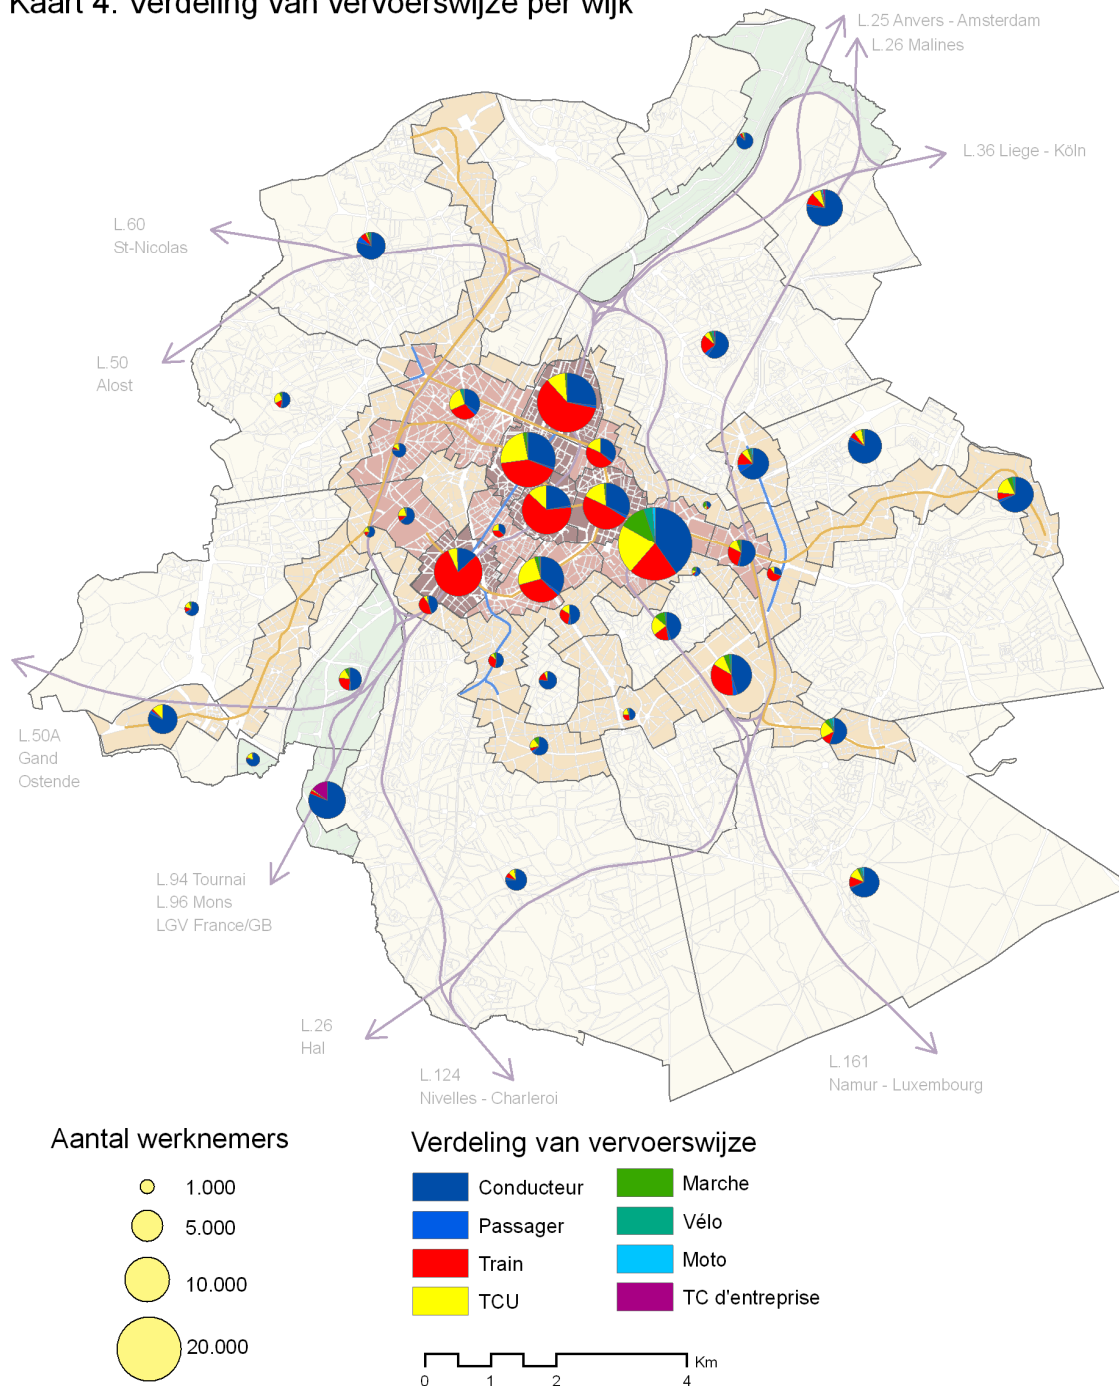 Kaart 4: Verdeling van vervoerswijze per wijk
L.25 Anvers - Amsterdam
L.26 Malines
L.36 Liege - Köln
L.60
St-Nicolas
L.50
Alost
L.50A
Gand
Ostende
L.94 Tournai
L.96 Mons
LGV France/GB
L.26
Hal
L.124
Nivelles - Charleroi
L.161
Namur - Luxembourg
Aantal werknemers
1.000
5.000
10.000
20.000
Verdeling van vervoerswijze
Conducteur
Passager
Train
TCU
Marche
Vélo
Moto
TC d'entreprise
Km
0 1 2 4